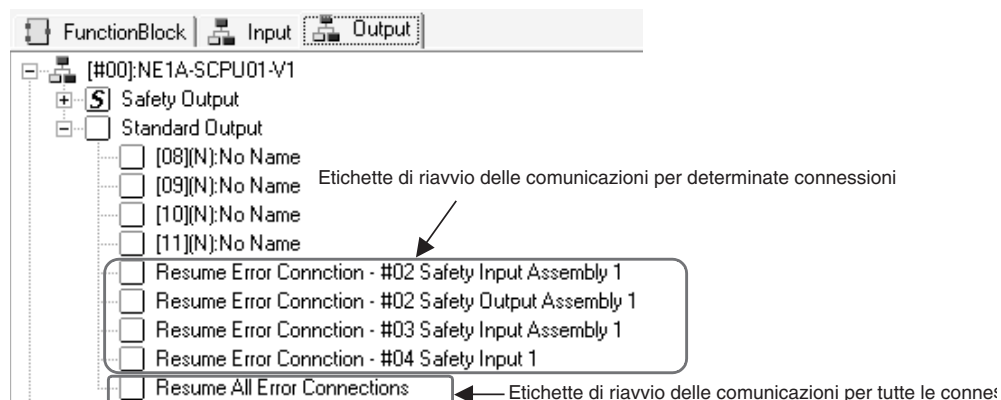 FunctionBlock Input Output
[#00]:NE1A-SCPU01-V1
S Safety Output
Standard Output
[08](N):No Name
[09](N):No Name
Etichette di riavvio delle comunicazioni per determinate connessioni
[10](N):No Name
[11](N):No Name
Resume Error Connction - #02 Safety Input Assembly 1
Resume Error Connction - #02 Safety Output Assembly 1
Resume Error Connction - #03 Safety Input Assembly 1
Resume Error Connction - #04 Safety Input 1
Resume All Error Connections
Etichette di riavvio delle comunicazioni per tutte le